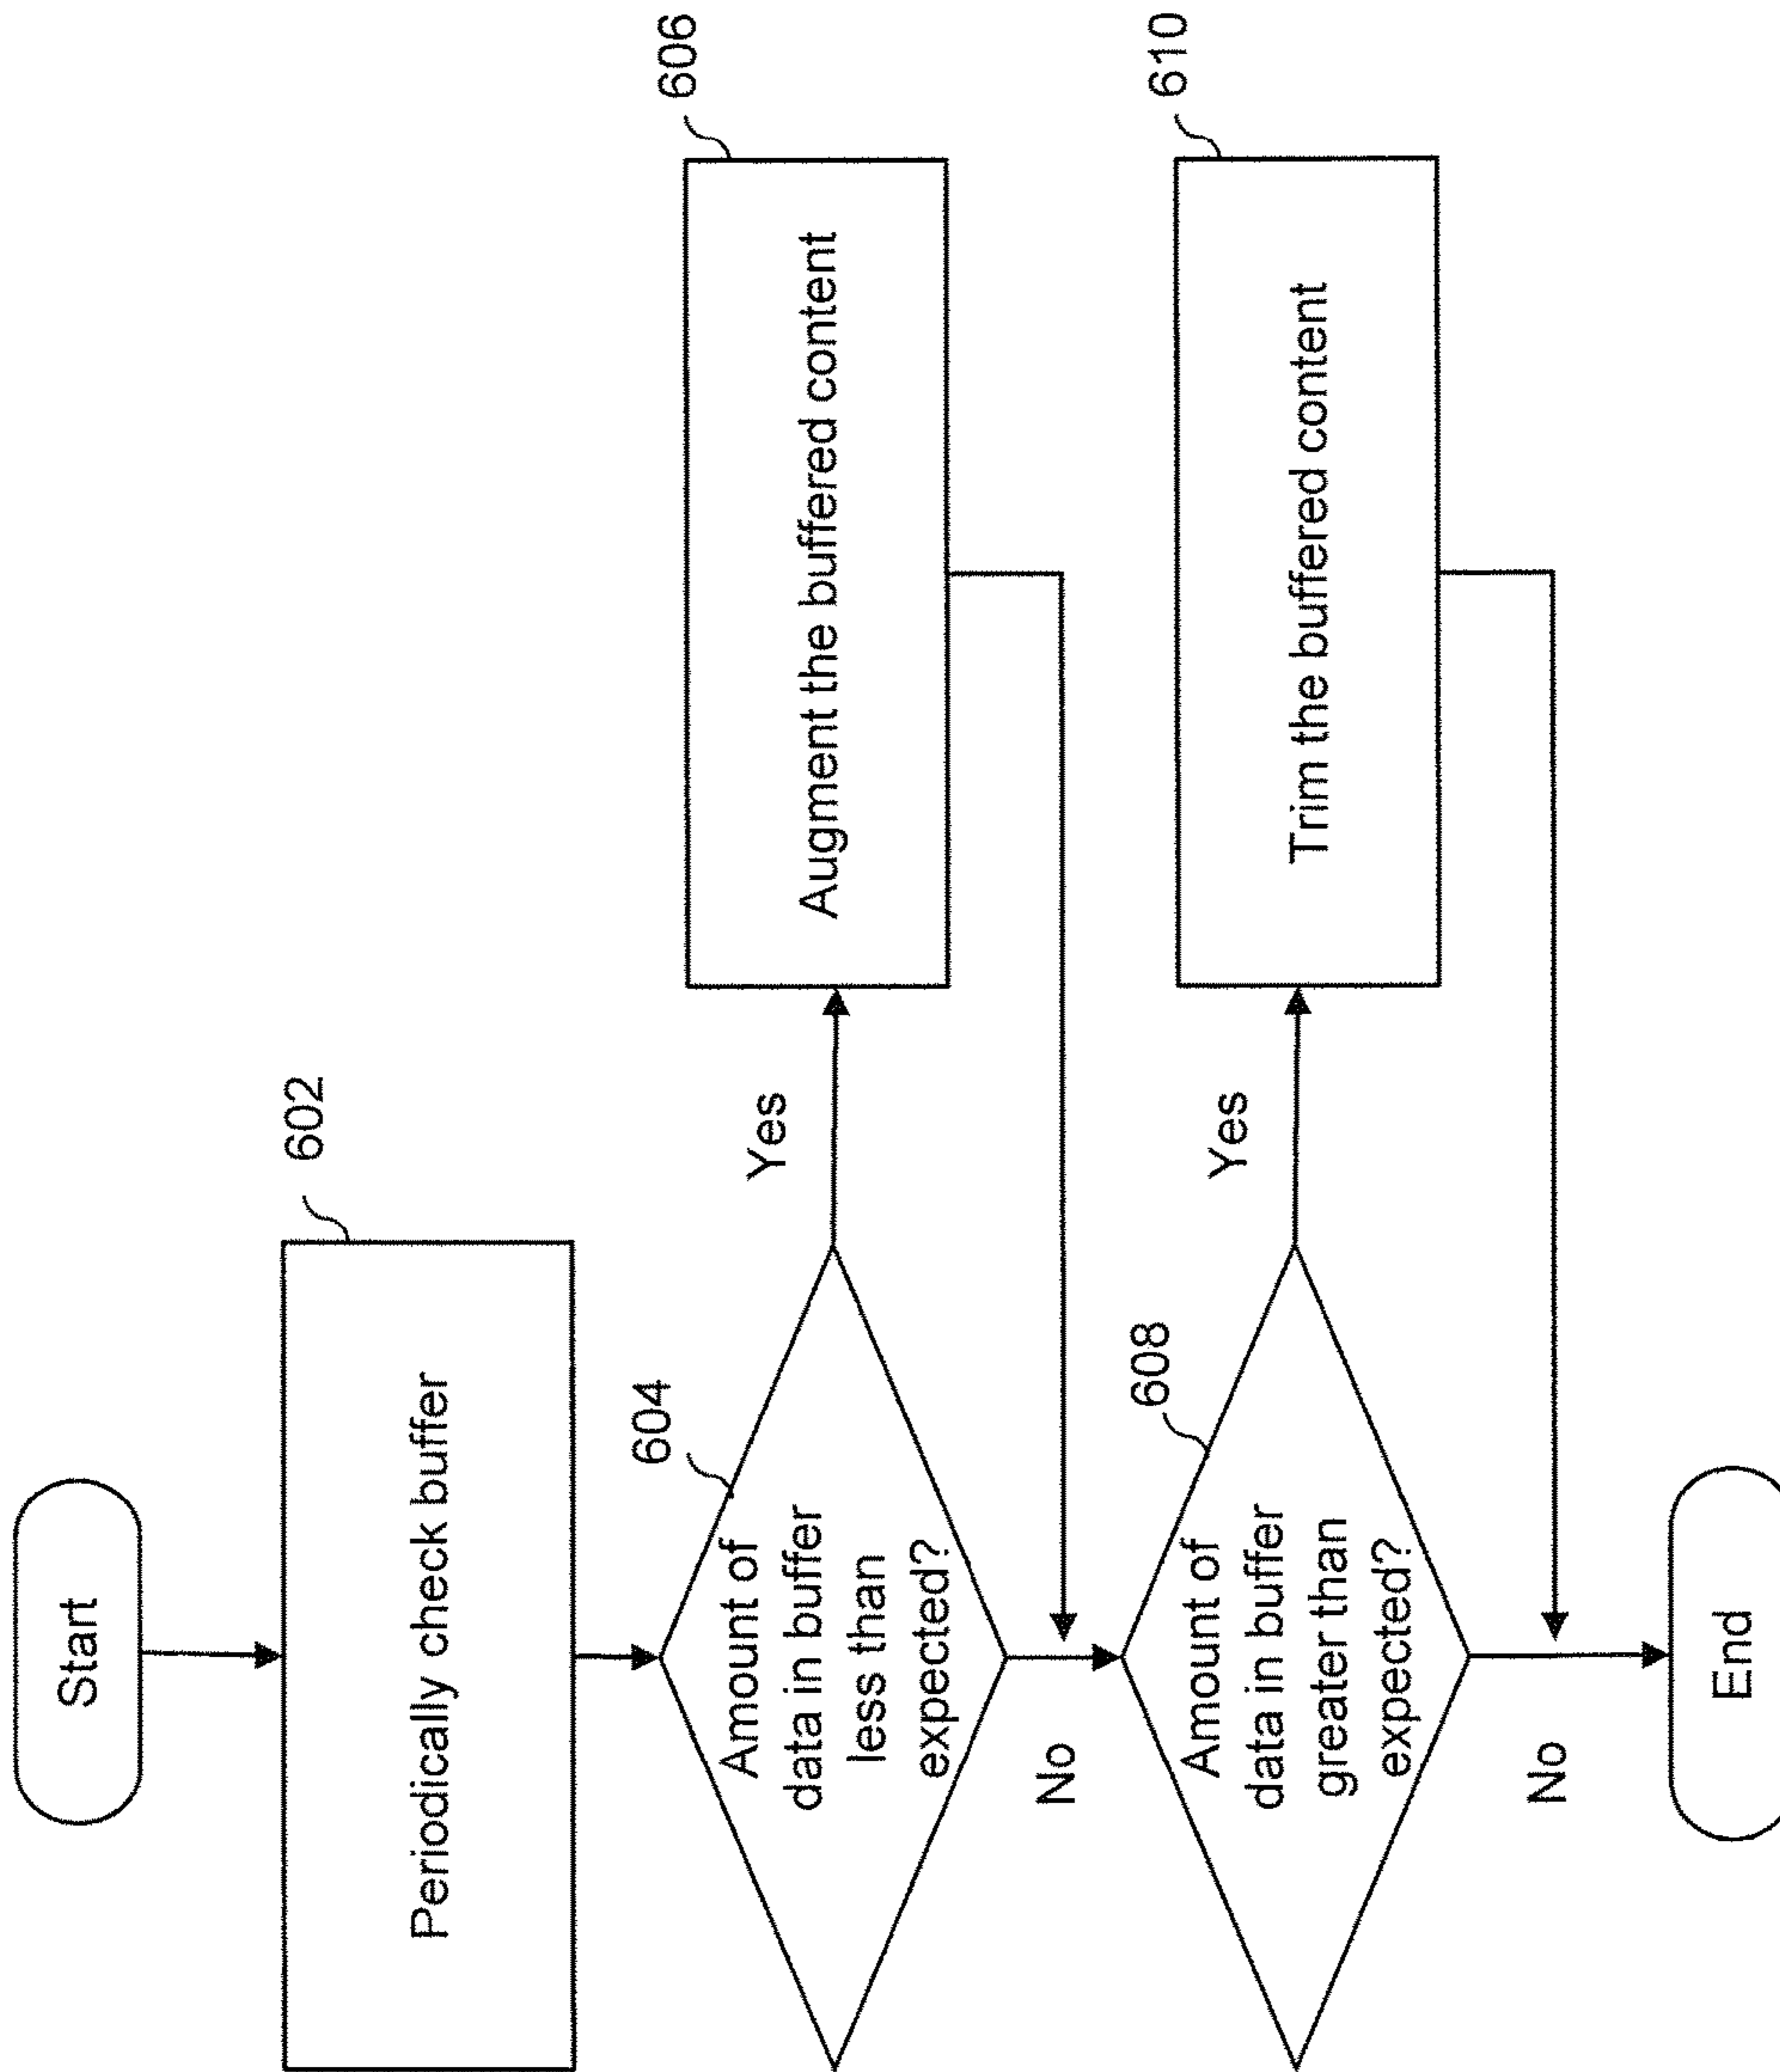 Start
602
Periodically check buffer
604
Amount of
data in buffer
less than
expected?
Yes
606
Augment the buffered content
No
608
Amount of
data in buffer
greater than
expected?
Yes
610
Trim the buffered content
No
End